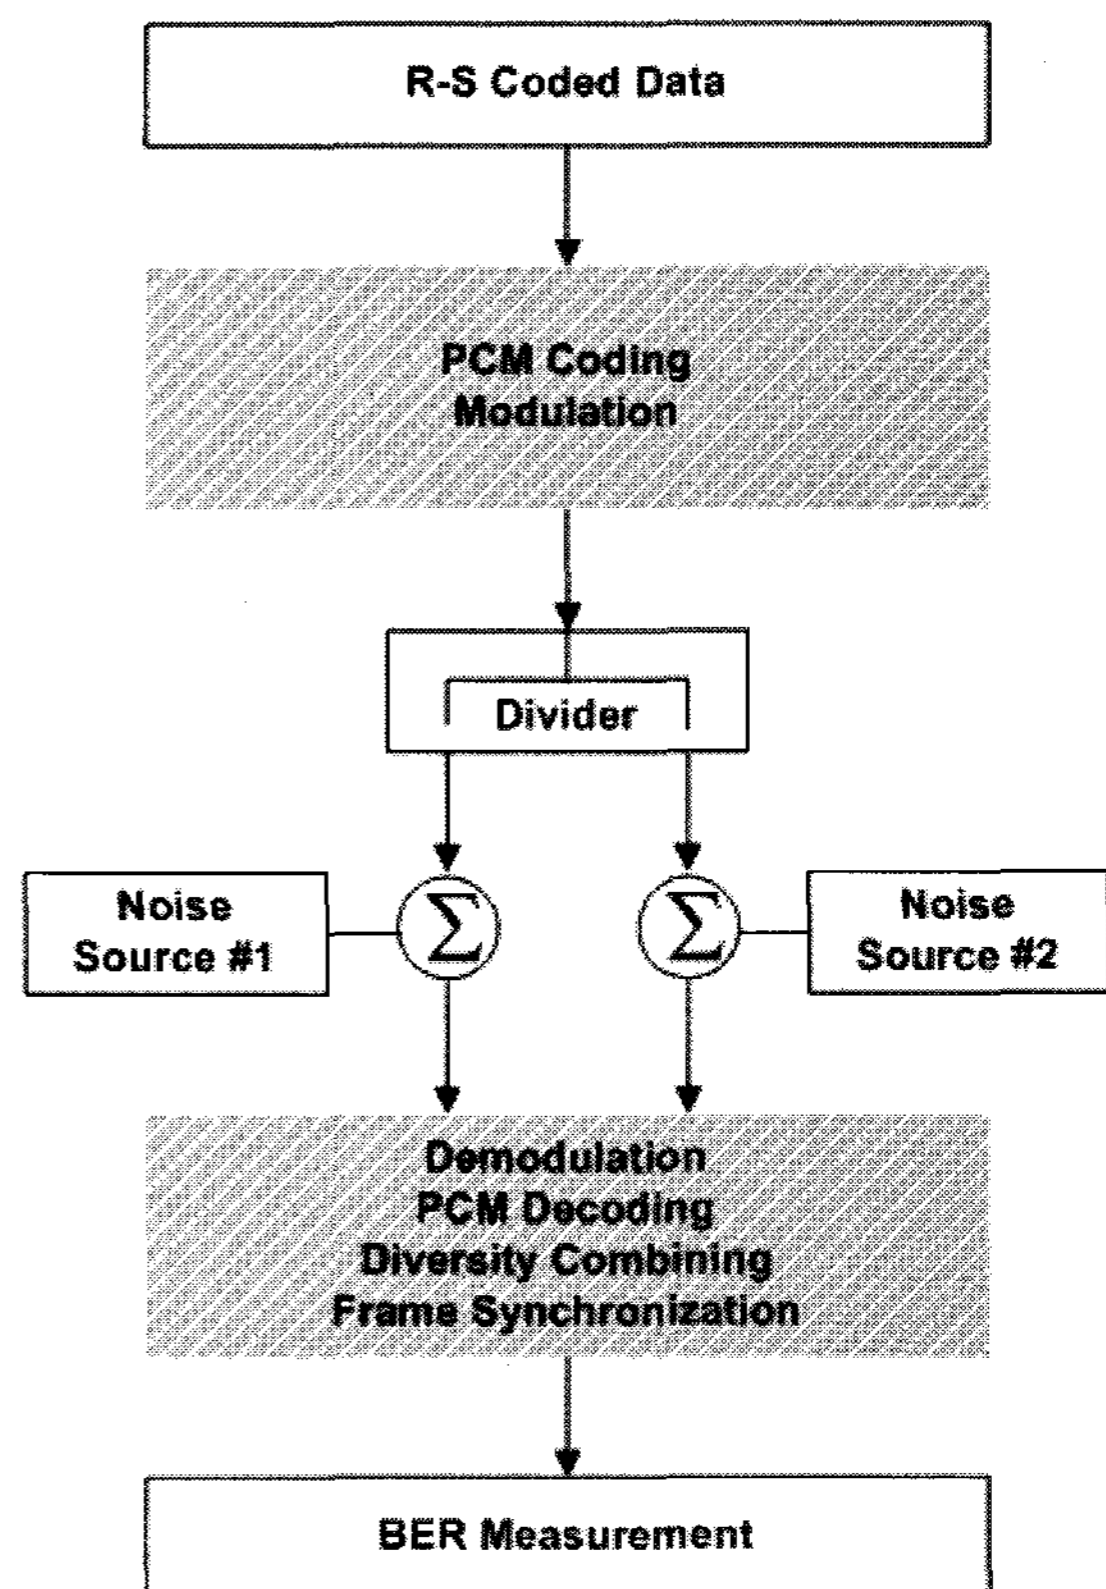 R-S Coded Data
PCM Coding
Modulation
Divider
Noise
Source #1
Σ
Σ
Noise
Source #2
Demodulation
PCM Decoding
Diversity Combining
Frame Synchronization
BER Measurement